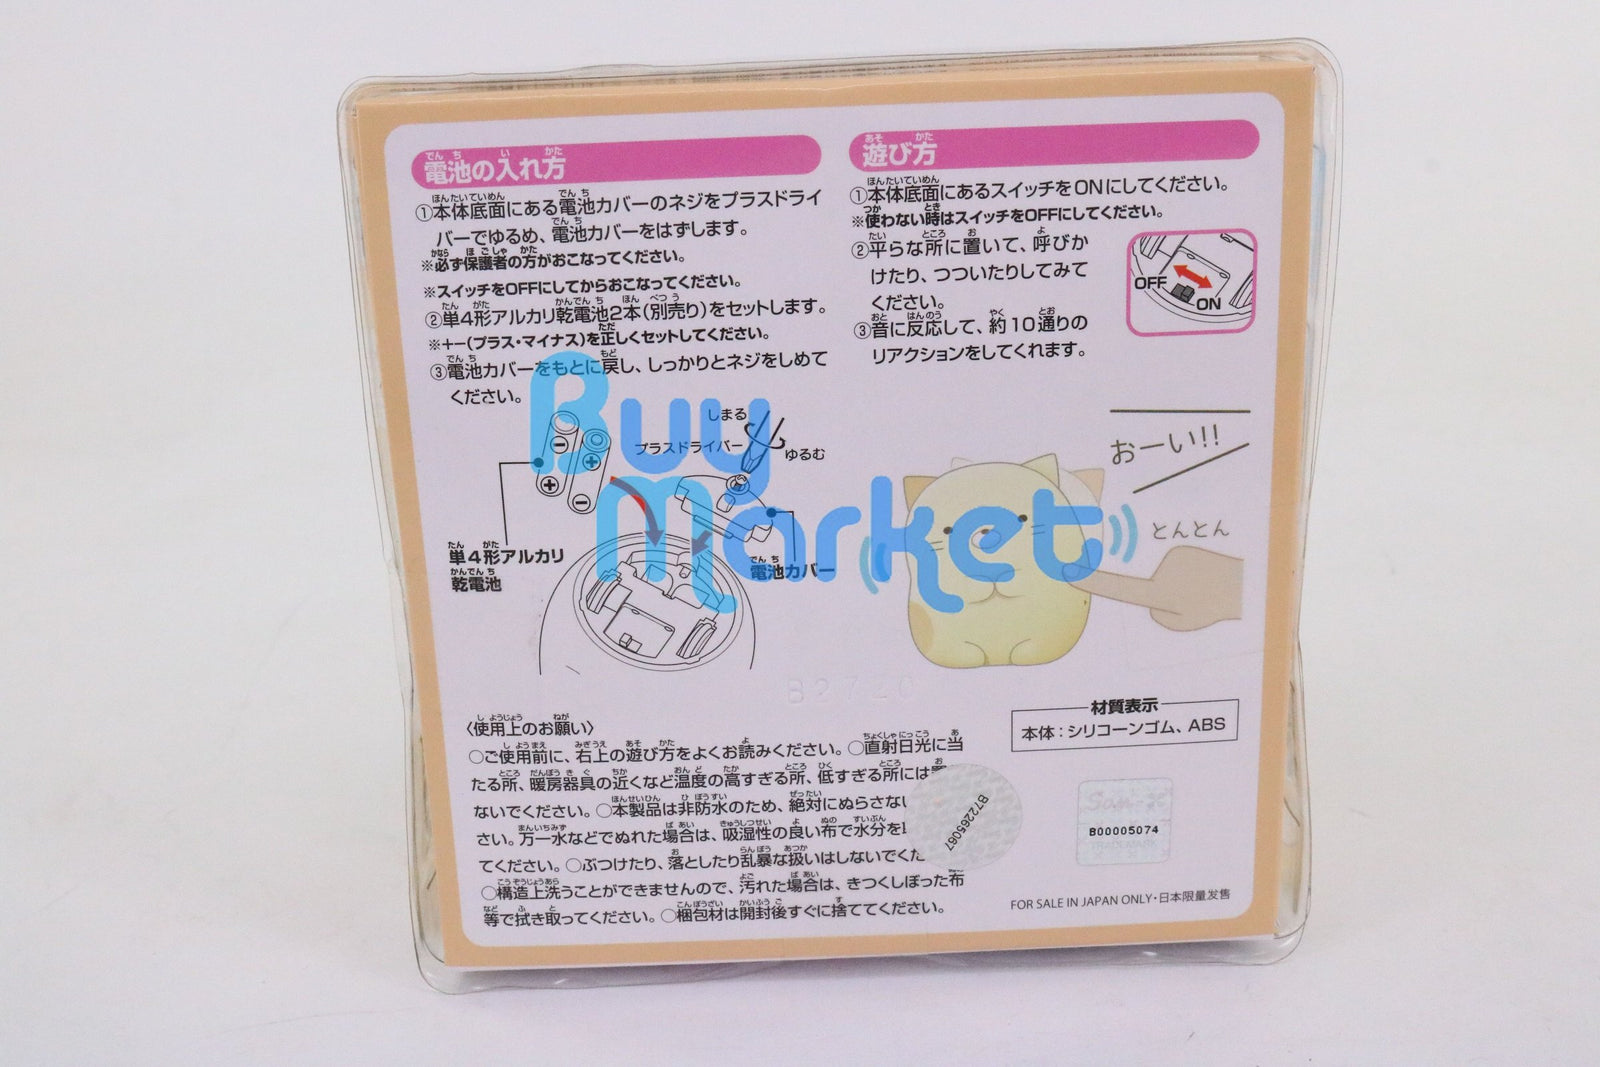 電池の入れ方
①本体底面にある電池カバーのネジをプラスドライ
バーでゆるめ、電池カバーをはずします。
※必ず保護者の方がおこなってください。
※スイッチをOFFにしてからおこなってください。
②単4形アルカリ乾電池2本(別売り)をセットします。
※+−(プラス・マイナス)を正しくセットしてください。
③電池カバーをもとに戻し、しっかりとネジをしめて
ください。
しまる
プラスドライバー
ゆるむ
単4形アルカリ
乾電池
電池カバー
遊び方
①本体底面にあるスイッチをONにしてください。
※使わない時はスイッチをOFFにしてください。
②平らな所に置いて、呼びか
けたり、つついたりしてみて
ください。
③音に反応して、約10通りの
リアクションをしてくれます。
OFF
ON
おーい!!
とんとん
Buy
Market
B2720
〈使用上のお願い〉
○ご使用前に、右上の遊び方をよくお読みください。○直射日光に当
たる所、暖房器具の近くなど温度の高すぎる所、低すぎる所には
ないでください。○本製品は非防水のため、絶対にぬらさない
さい。万一水などでぬれた場合は、吸湿性の良い布で水分を
てください。○ぶつけたり、落としたり乱暴な扱いはしないでくだ
○構造上洗うことができませんので、汚れた場合は、きつくしぼった布
等で拭き取ってください。○梱包材は開封後すぐに捨ててください。
材質表示
本体：シリコーンゴム、ABS
B72265067
San-X
B00005074
TRADEMARK
FOR SALE IN JAPAN ONLY・日本限量发售